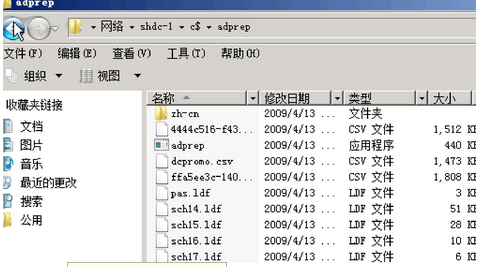 adprep
网络 shdc-1 c$ adprep
文件(F) 编辑(E) 查看(V) 工具(T) 帮助(H)
组织 视图
收藏夹链接
文档
图片
音乐
最近的更改
搜索
公用
名称 修改日期 类型 大小
zh-cn 2009/4/13 ... 文件夹
4444c516-f43... 2009/4/13 ... CSV 文件 1,512 KB
adprep 2009/4/13 ... 应用程序 440 KB
dcpromo.csv 2009/4/13 ... CSV 文件 1,473 KB
ffa5ee3c-140... 2009/4/13 ... CSV 文件 1,808 KB
pas.ldf 2009/4/13 ... LDF 文件 3 KB
sch14.ldf 2009/4/13 ... LDF 文件 51 KB
sch15.ldf 2009/4/13 ... LDF 文件 28 KB
sch16.ldf 2009/4/13 ... LDF 文件 10 KB
sch17.ldf 2009/4/13 ... LDF 文件 6 KB